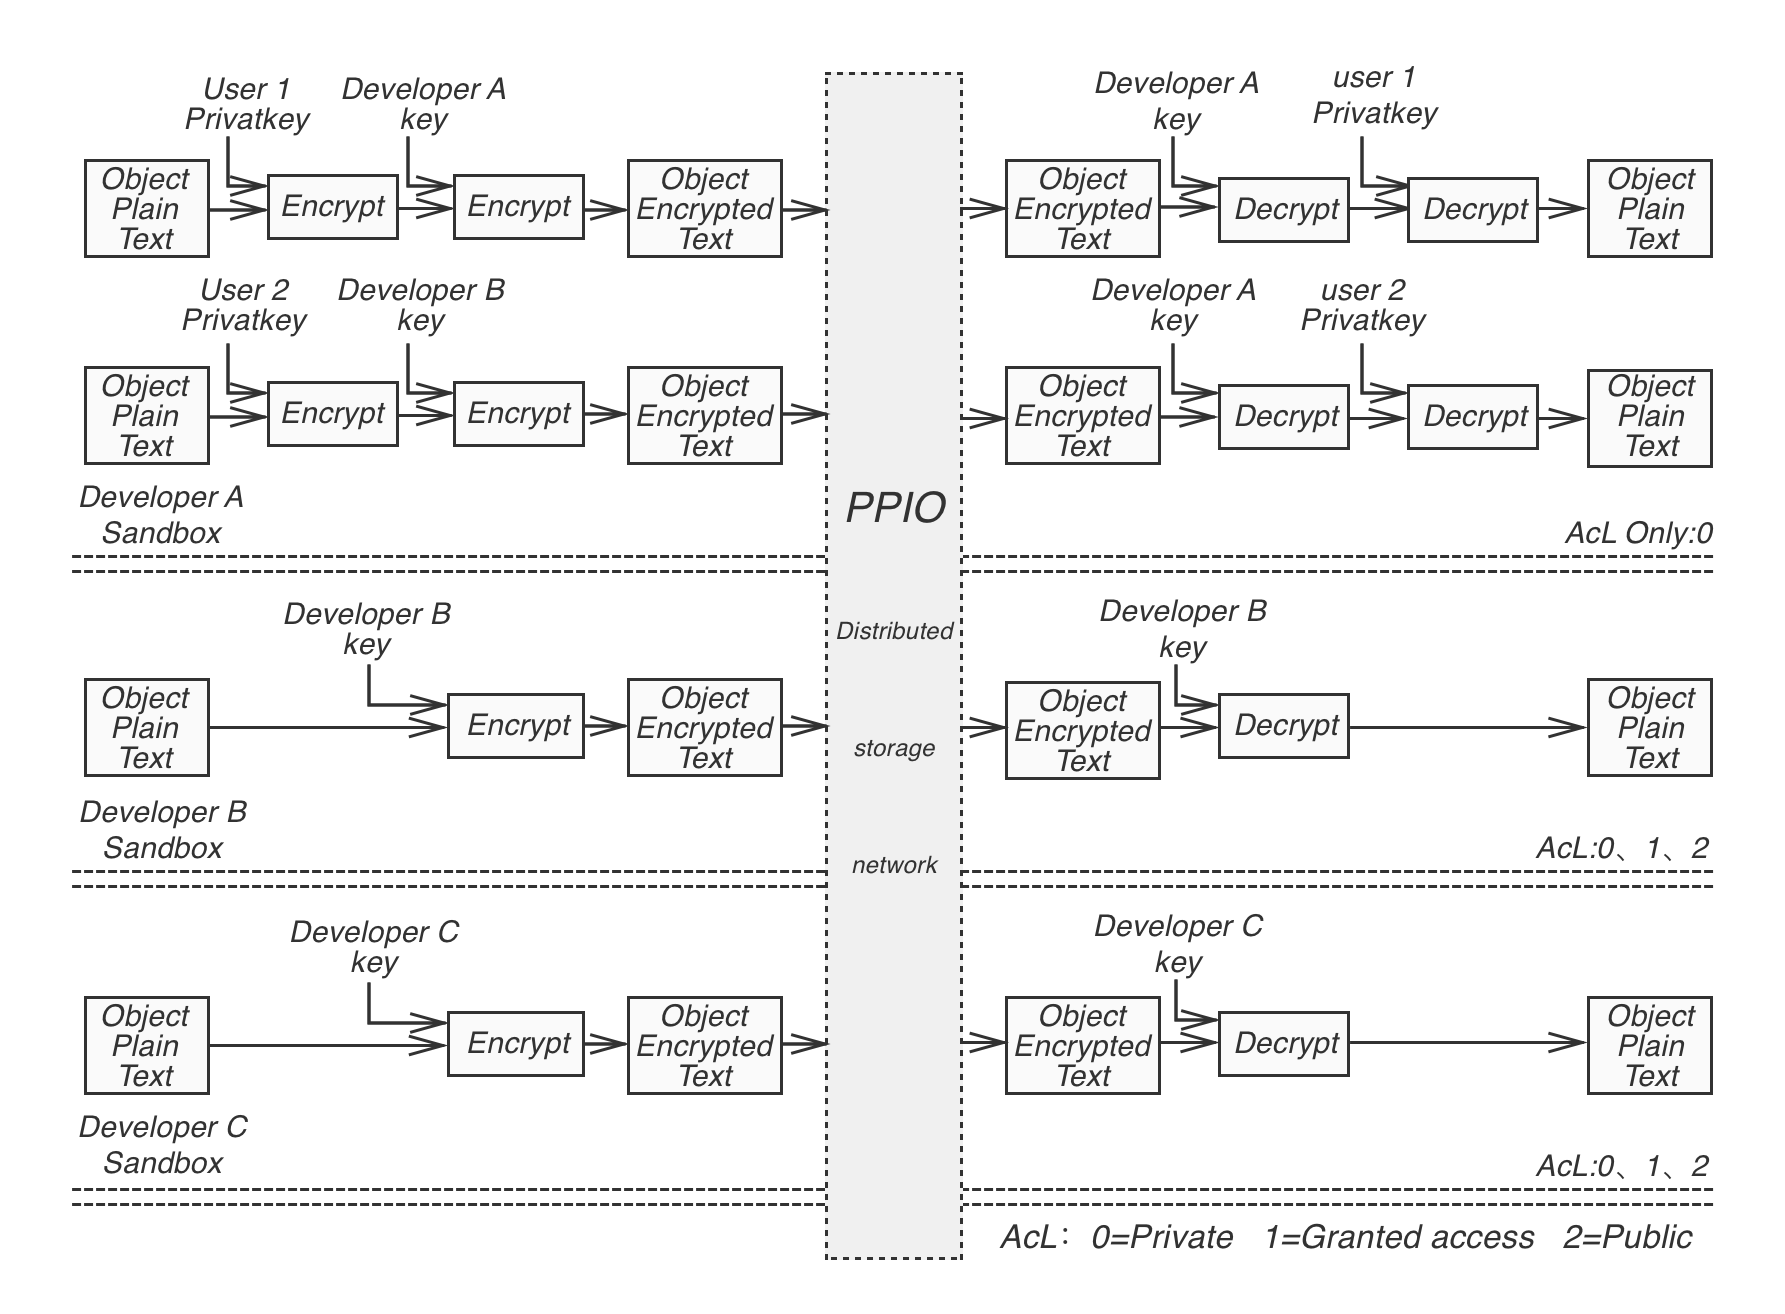 User 1
Privatkey
Developer A
key
Developer A
key
user 1
Privatkey
Object
Plain
Text
Encrypt
Encrypt
Object
Encrypted
Text
Object
Encrypted
Text
Decrypt
Decrypt
Object
Plain
Text
User 2
Privatkey
Developer B
key
Developer A
key
user 2
Privatkey
Object
Plain
Text
Encrypt
Encrypt
Object
Encrypted
Text
Object
Encrypted
Text
Decrypt
Decrypt
Object
Plain
Text
Developer A
Sandbox
PPIO
AcL Only:0
Developer B
key
Distributed
Developer B
key
Object
Plain
Text
Encrypt
Object
Encrypted
Text
storage
Object
Encrypted
Text
Decrypt
Object
Plain
Text
Developer B
Sandbox
network
AcL:0、1、2
Developer C
key
Developer C
key
Object
Plain
Text
Encrypt
Object
Encrypted
Text
Object
Encrypted
Text
Decrypt
Object
Plain
Text
Developer C
Sandbox
AcL:0、1、2
AcL： 0=Private 1=Granted access 2=Public